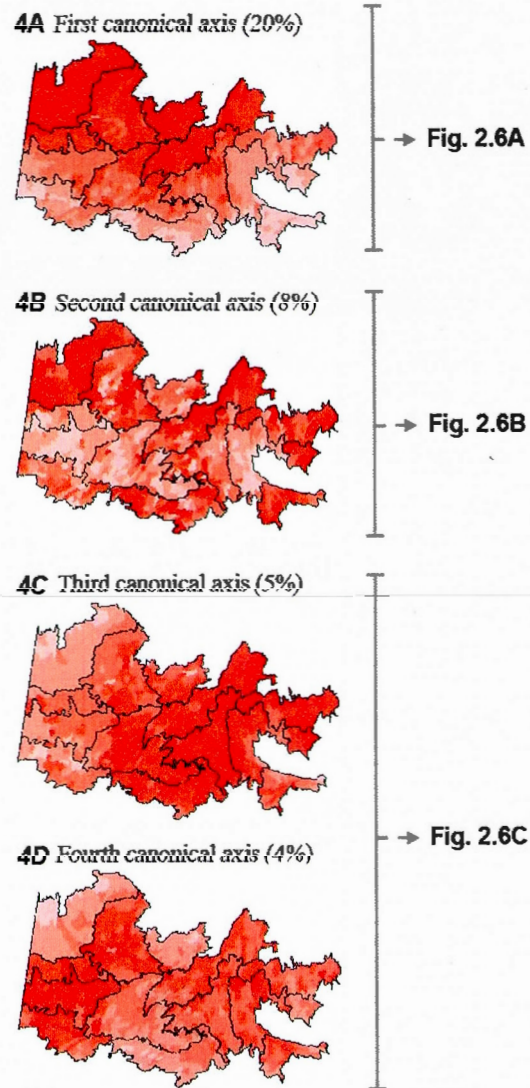 4A First canonical axis (20%)
Fig. 2.6A
4B Second canonical axis (8%)
Fig. 2.6B
4C Third canonical axis (5%)
4D Fourth canonical axis (4%)
Fig. 2.6C